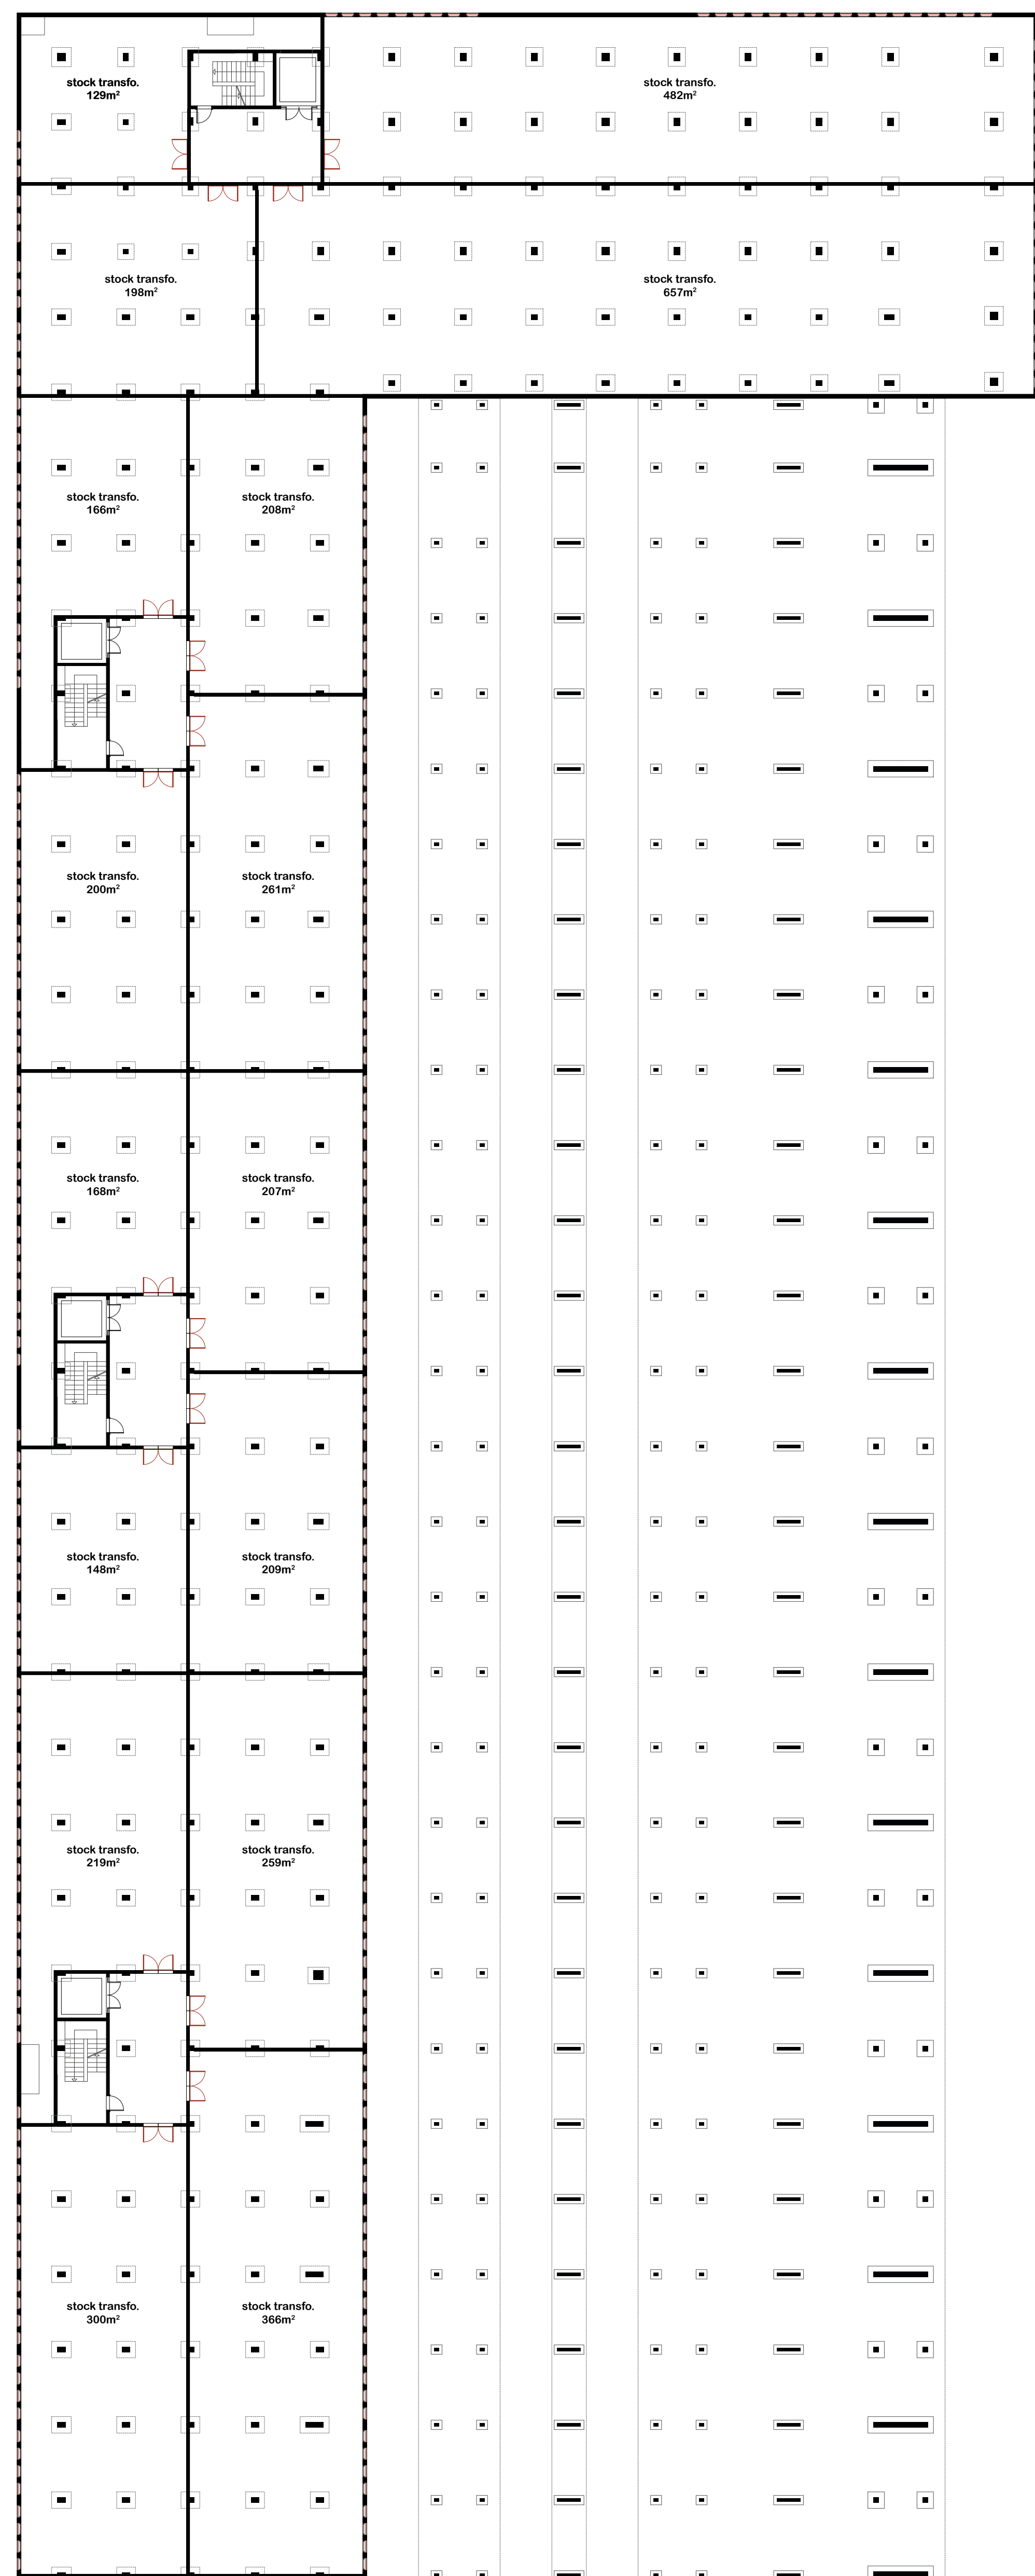 stock transfo.
129m²
stock transfo.
482m²
stock transfo.
198m²
stock transfo.
657m²
stock transfo.
166m²
stock transfo.
208m²
stock transfo.
200m²
stock transfo.
261m²
stock transfo.
168m²
stock transfo.
207m²
stock transfo.
148m²
stock transfo.
209m²
stock transfo.
219m²
stock transfo.
259m²
stock transfo.
300m²
stock transfo.
366m²